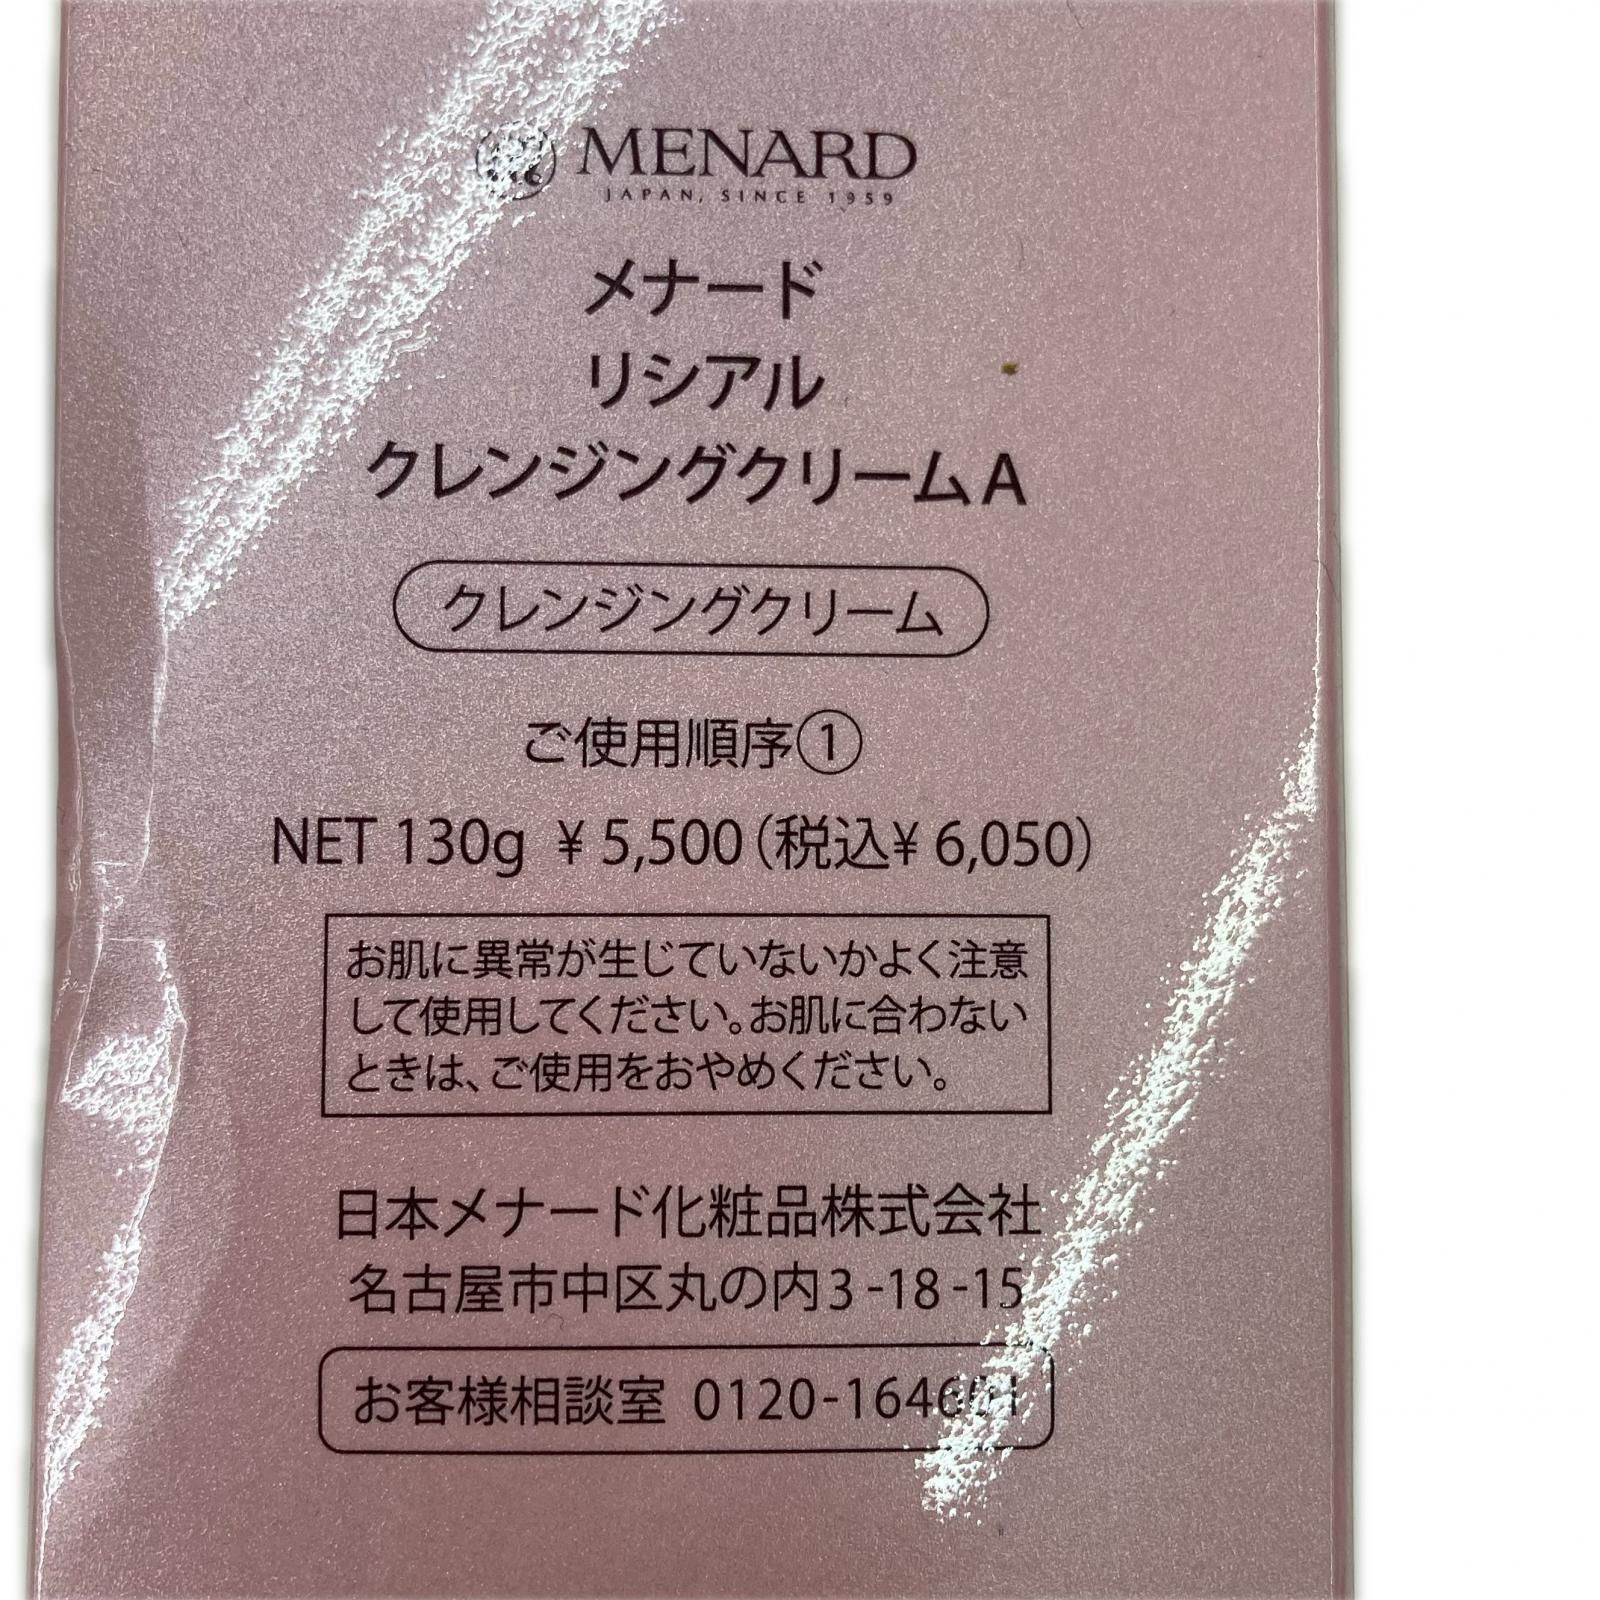 MENARD
JAPAN, SINCE 1959
メナード
リシアル
クレンジングクリームA
クレンジングクリーム
ご使用順序①
NET 130g ¥5,500(税込¥6,050)
お肌に異常が生じていないかよく注意
して使用してください。お肌に合わない
ときは、ご使用をおやめください。
日本メナード化粧品株式会社
名古屋市中区丸の内3-18-15
お客様相談室 0120-164601